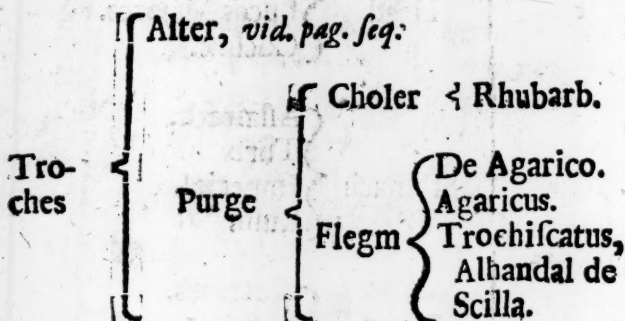 Alter, vid. pag. ſeq.
Choler Rhubarb.
Tro-
ches
Purge
Flegm
De Agarico.
Agaricus.
Trochiſcatus,
Alhandal de
Scilla.